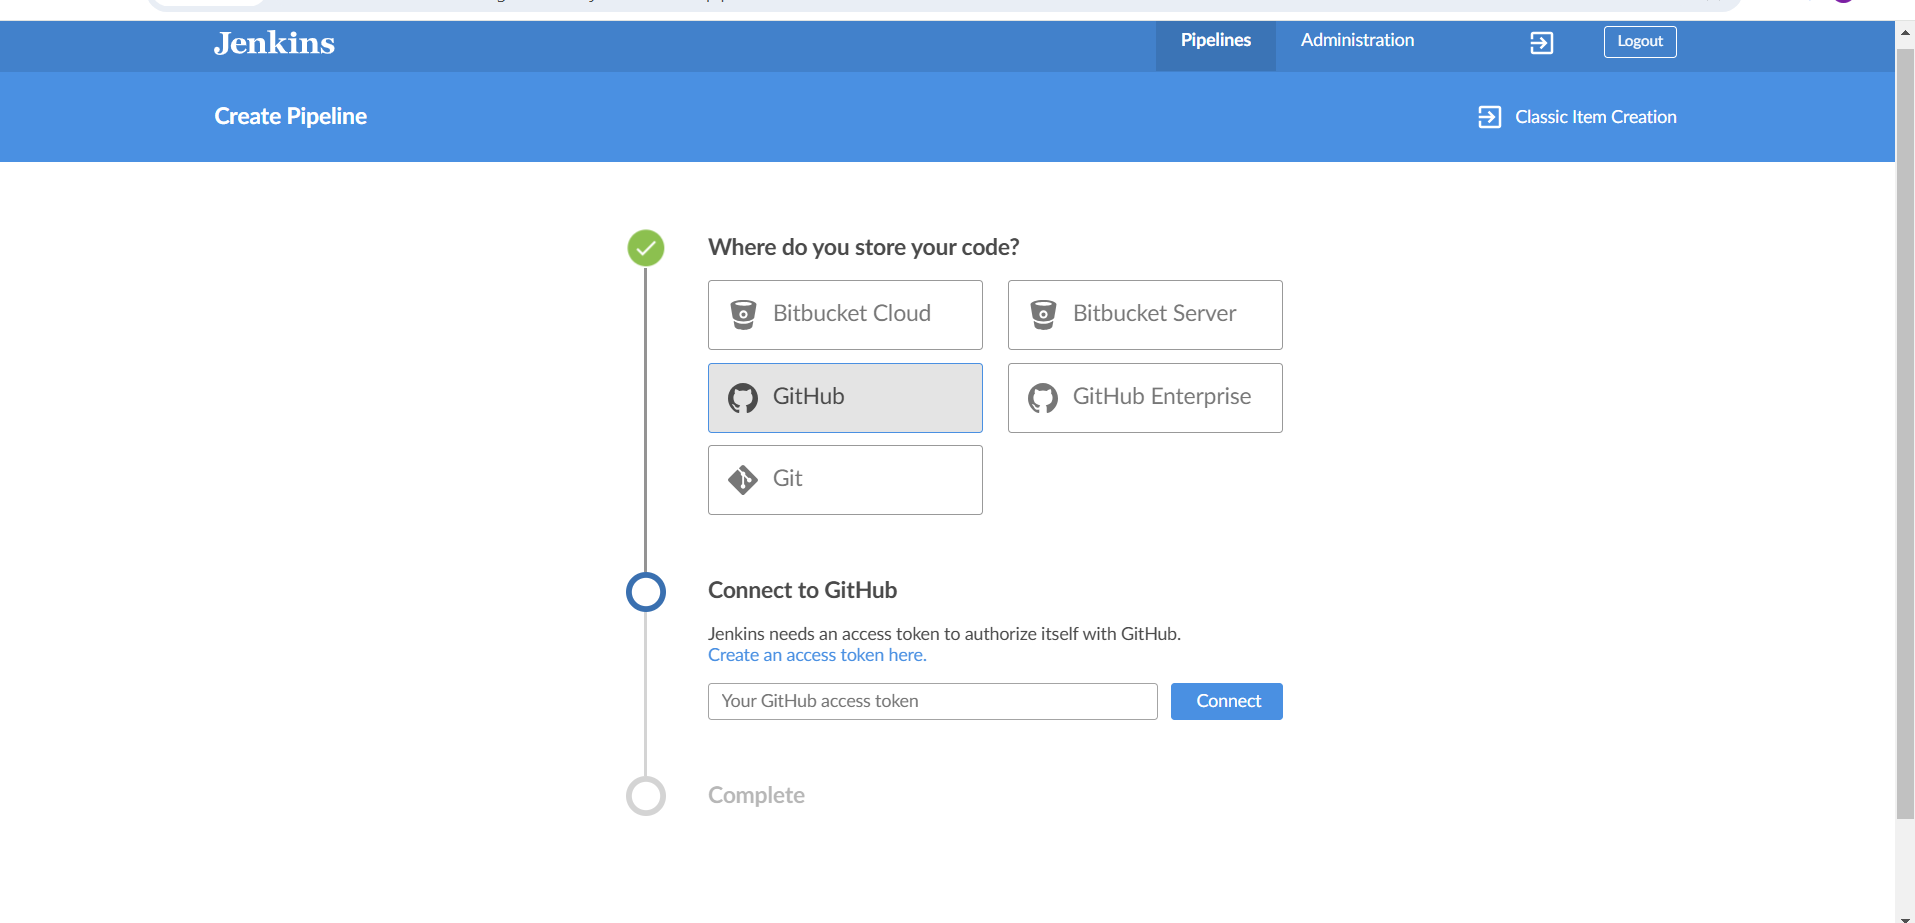 Jenkins
Pipelines
Administration
Logout
Create Pipeline
Classic Item Creation
Where do you store your code?
Bitbucket Cloud
Bitbucket Server
GitHub
GitHub Enterprise
Git
Connect to GitHub
Jenkins needs an access token to authorize itself with GitHub.
Create an access token here.
Your GitHub access token
Connect
Complete